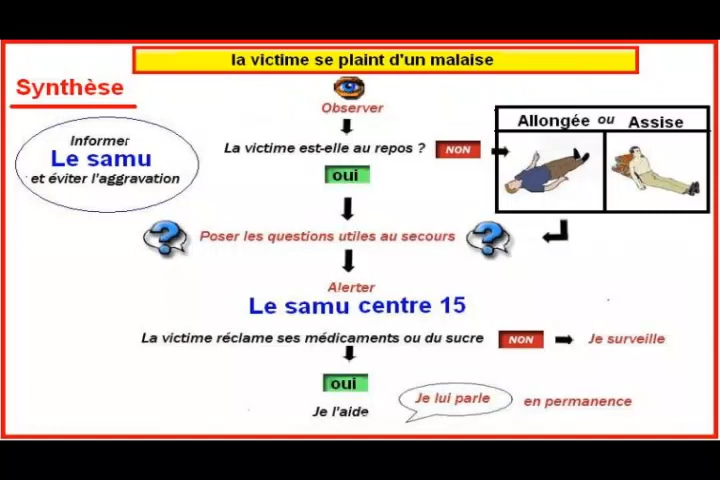 la victime se plaint d'un malaise
Synthèse
Observer
Informer
Le samu
et éviter l'aggravation
La victime est-elle au repos ? NON
Allongée ou Assise
oui
Poser les questions utiles au secours
Alerter
Le samu centre 15
La victime réclame ses médicaments ou du sucre NON Je surveille
oui
Je l'aide
Je lui parle en permanence